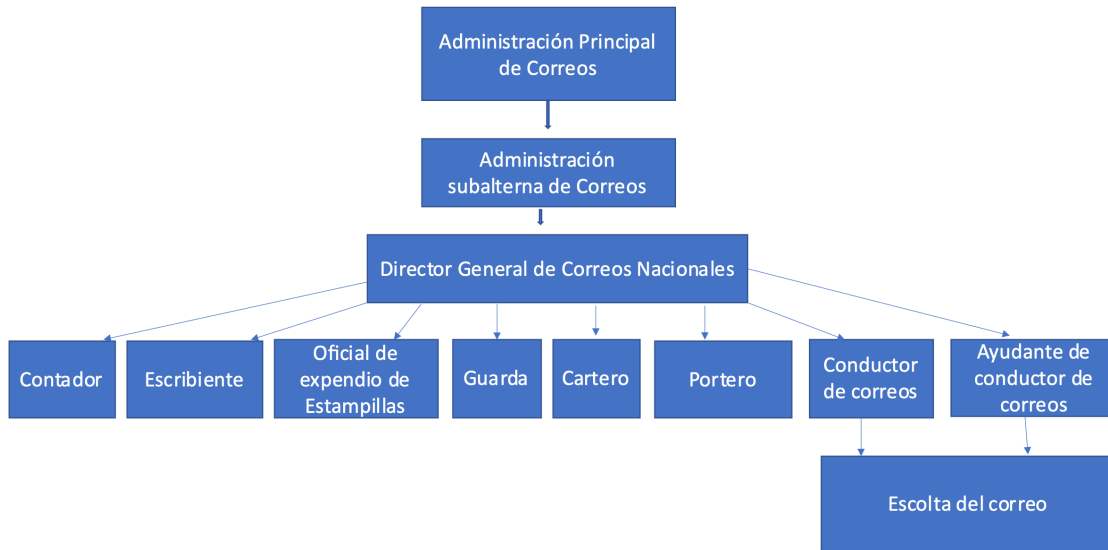 Administración Principal
de Correos
Administración
subalterna de Correos
Director General de Correos Nacionales
Contador
Escribiente
Oficial de
expendio de
Estampillas
Guarda
Cartero
Portero
Conductor
de correos
Ayudante de
conductor de
correos
Escolta del correo